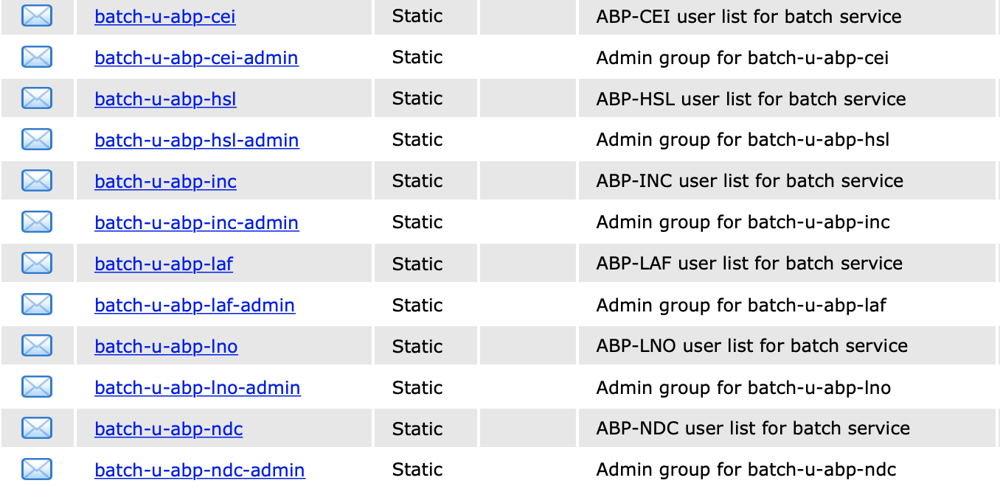 batch-u-abp-cei Static ABP-CEI user list for batch service
batch-u-abp-cei-admin Static Admin group for batch-u-abp-cei
batch-u-abp-hsl Static ABP-HSL user list for batch service
batch-u-abp-hsl-admin Static Admin group for batch-u-abp-hsl
batch-u-abp-inc Static ABP-INC user list for batch service
batch-u-abp-inc-admin Static Admin group for batch-u-abp-inc
batch-u-abp-laf Static ABP-LAF user list for batch service
batch-u-abp-laf-admin Static Admin group for batch-u-abp-laf
batch-u-abp-lno Static ABP-LNO user list for batch service
batch-u-abp-lno-admin Static Admin group for batch-u-abp-lno
batch-u-abp-ndc Static ABP-NDC user list for batch service
batch-u-abp-ndc-admin Static Admin group for batch-u-abp-ndc